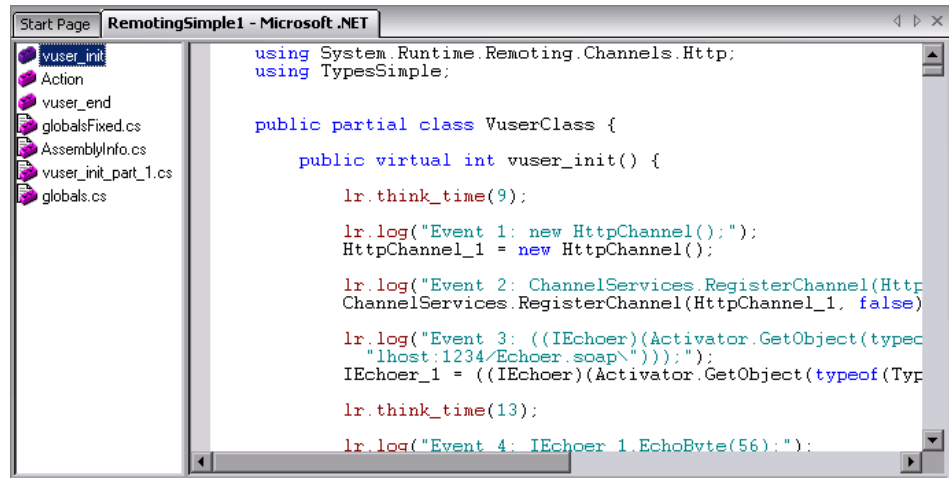 Start Page RemotingSimple1 - Microsoft .NET
vuser_init
Action
vuser_end
globalsFixed.cs
AssemblyInfo.cs
vuser_init_part_1.cs
globals.cs
using System.Runtime.Remoting.Channels.Http;
using TypesSimple;
public partial class VuserClass {
public virtual int vuser_init() {
lr.think_time(9);
lr.log("Event 1: new HttpChannel();");
HttpChannel_1 = new HttpChannel();
lr.log("Event 2: ChannelServices.RegisterChannel(Http
ChannelServices.RegisterChannel(HttpChannel_1, false)
lr.log("Event 3: ((IEchoer)(Activator.GetObject(typeo
"lhost:1234/Echoer.soap\")));");
IEchoer_1 = ((IEchoer)(Activator.GetObject(typeof(Typ
lr.think_time(13);
lr.log("Event 4: IEchoer_1.EchoByte(56);");